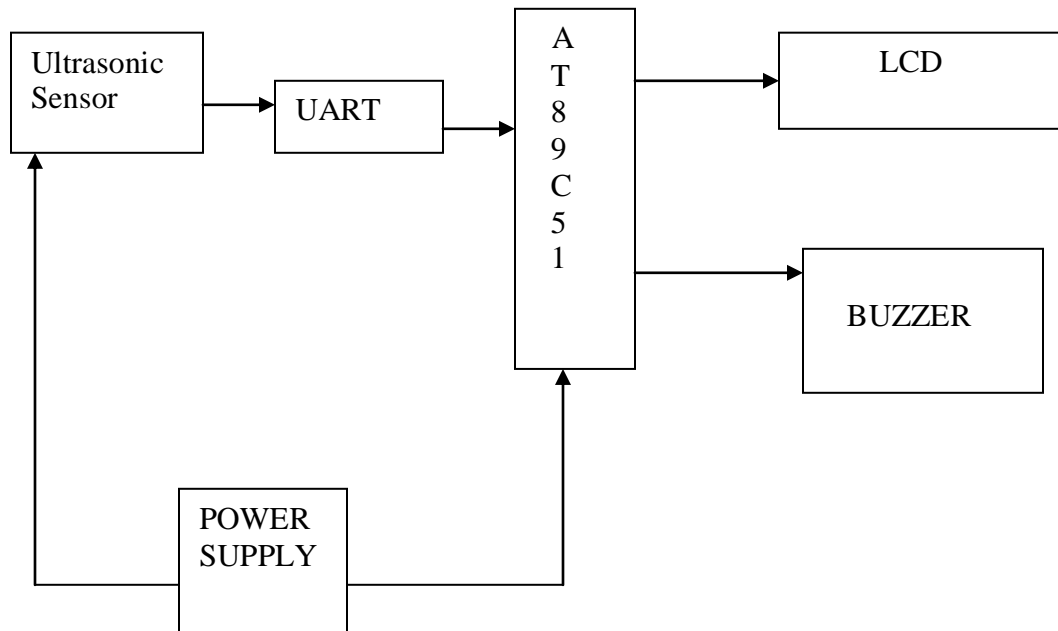 Ultrasonic
Sensor
UART
A
T
8
9
C
5
1
LCD
BUZZER
POWER
SUPPLY